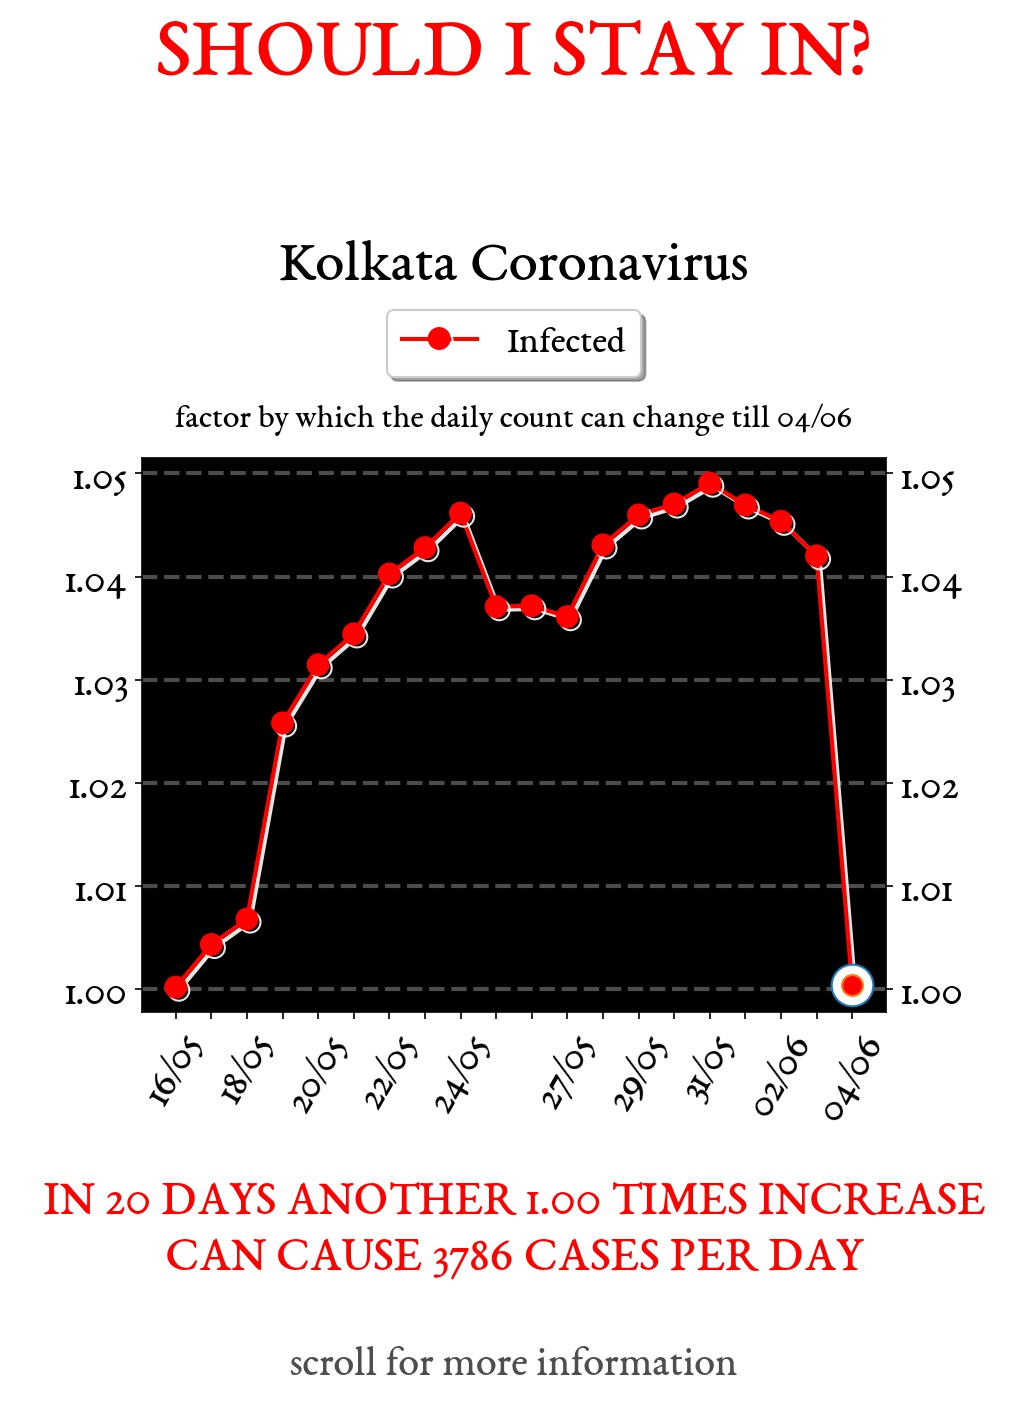 SHOULD I STAY IN?
Kolkata Coronavirus
Infected
factor by which the daily count can change till 04/06
1.05 1.05
1.04 1.04
1.03 1.03
1.02 1.02
1.01 1.01
1.00 1.00
16/05 18/05 20/05 22/05 24/05 27/05 29/05 31/05 02/06 04/06
IN 20 DAYS ANOTHER 1.00 TIMES INCREASE
CAN CAUSE 3786 CASES PER DAY
scroll for more information